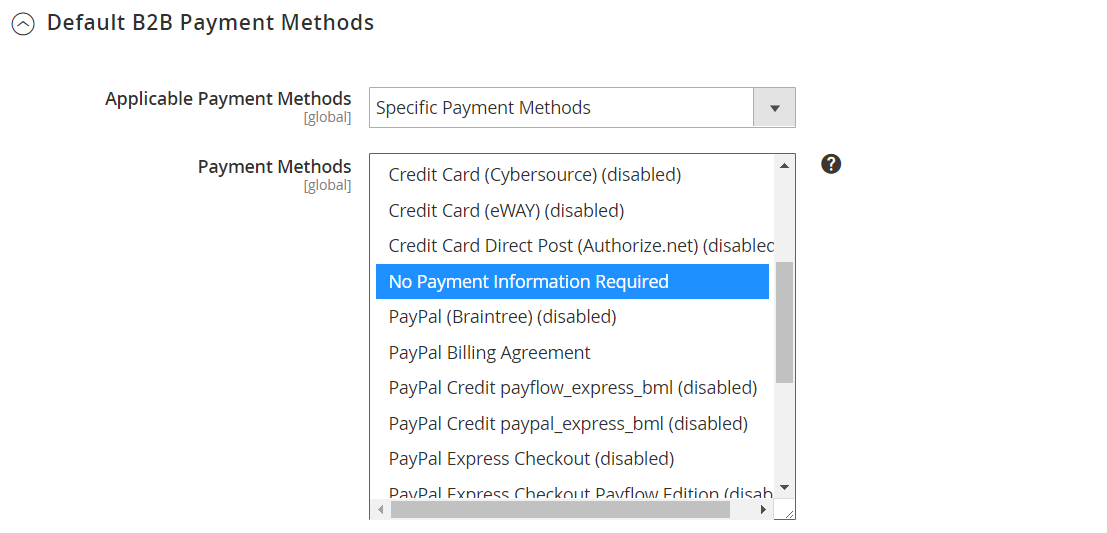 Default B2B Payment Methods
Applicable Payment Methods
[global]
Specific Payment Methods
Payment Methods
[global]
?
Credit Card (Cybersource) (disabled)
Credit Card (eWAY) (disabled)
Credit Card Direct Post (Authorize.net) (disabled
No Payment Information Required
PayPal (Braintree) (disabled)
PayPal Billing Agreement
PayPal Credit payflow_express_bml (disabled)
PayPal Credit paypal_express_bml (disabled)
PayPal Express Checkout (disabled)
PayPal Express Checkout Payflow Edition (disab